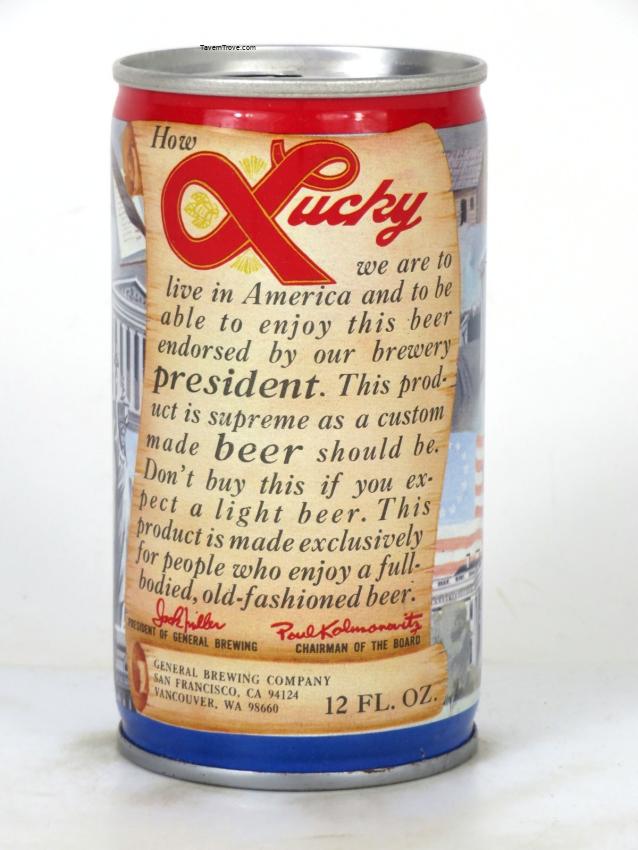 TavernTrove.com
How
Lucky
we are to
live in America and to be
able to enjoy this beer
endorsed by our brewery
president. This prod-
uct is supreme as a custom
made beer should be.
Don't buy this if you ex-
pect a light beer. This
product is made exclusively
for people who enjoy a full-
bodied, old-fashioned beer.
Paul Kalmanovitz
PRESIDENT OF GENERAL BREWING
CHAIRMAN OF THE BOARD
GENERAL BREWING COMPANY
SAN FRANCISCO, CA 94124
VANCOUVER, WA 98660
12 FL. OZ.